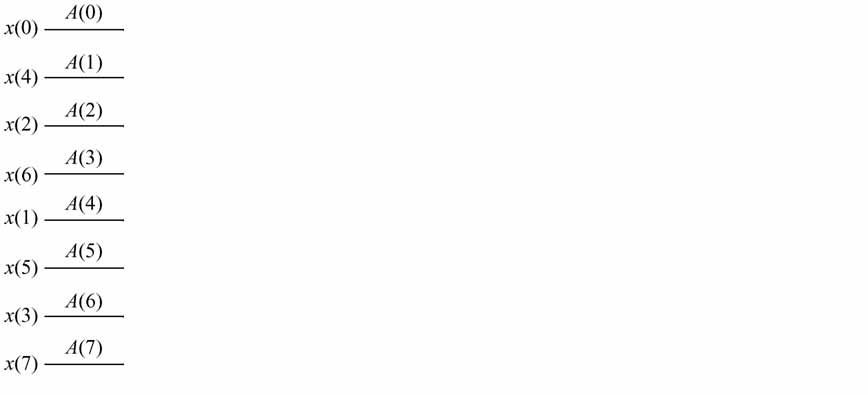 A(0)
x(0)
A(1)
x(4)
A(2)
x(2)
A(3)
x(6)
A(4)
x(1)
A(5)
x(5)
A(6)
x(3)
A(7)
x(7)